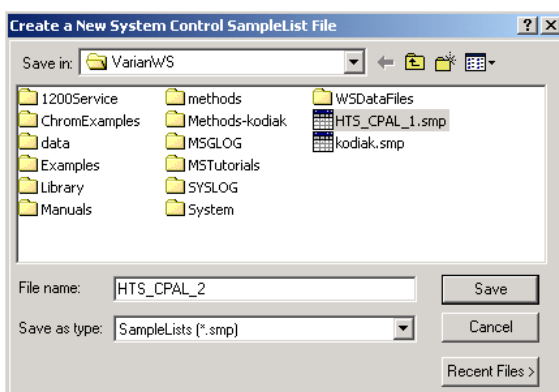 Create a New System Control SampleList File
Save in: VarianWS
1200Service methods WSDataFiles
ChromExamples Methods-kodiak HTS_CPAL_1.smp
data MSGLOG kodiak.smp
Examples MSTutorials
Library SYSLOG
Manuals System
File name: HTS_CPAL_2 Save
Save as type: SampleLists (*.smp) Cancel
Recent Files >